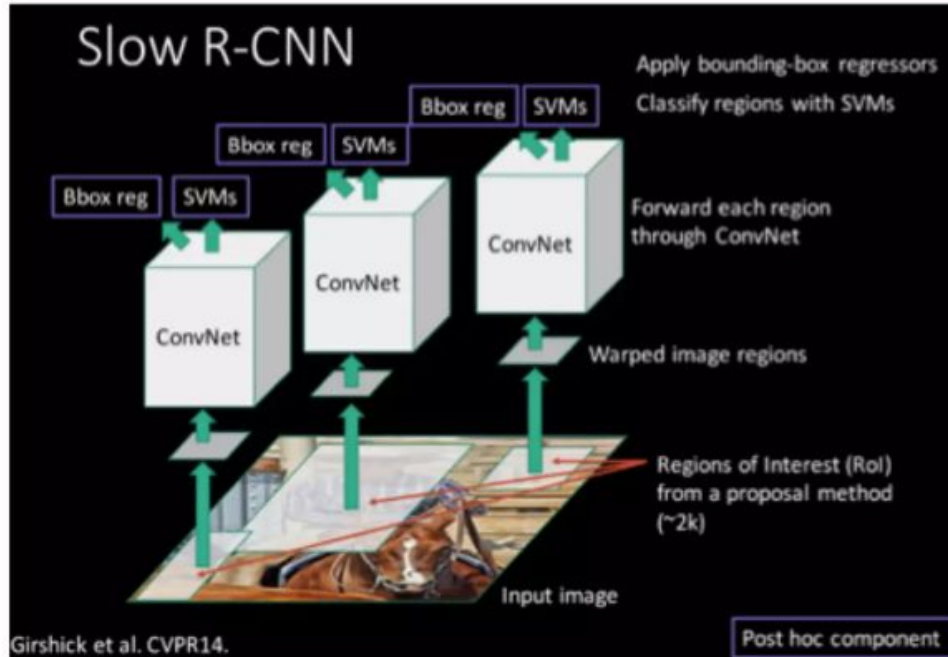 Slow R-CNN
Apply bounding-box regressors
Bbox reg
SVMs
Classify regions with SVMs
Bbox reg
SVMs
Bbox reg
SVMs
Forward each region
through ConvNet
ConvNet
ConvNet
ConvNet
Warped image regions
Regions of Interest (RoI)
from a proposal method
(~2k)
Input image
Girshick et al. CVPR14.
Post hoc component